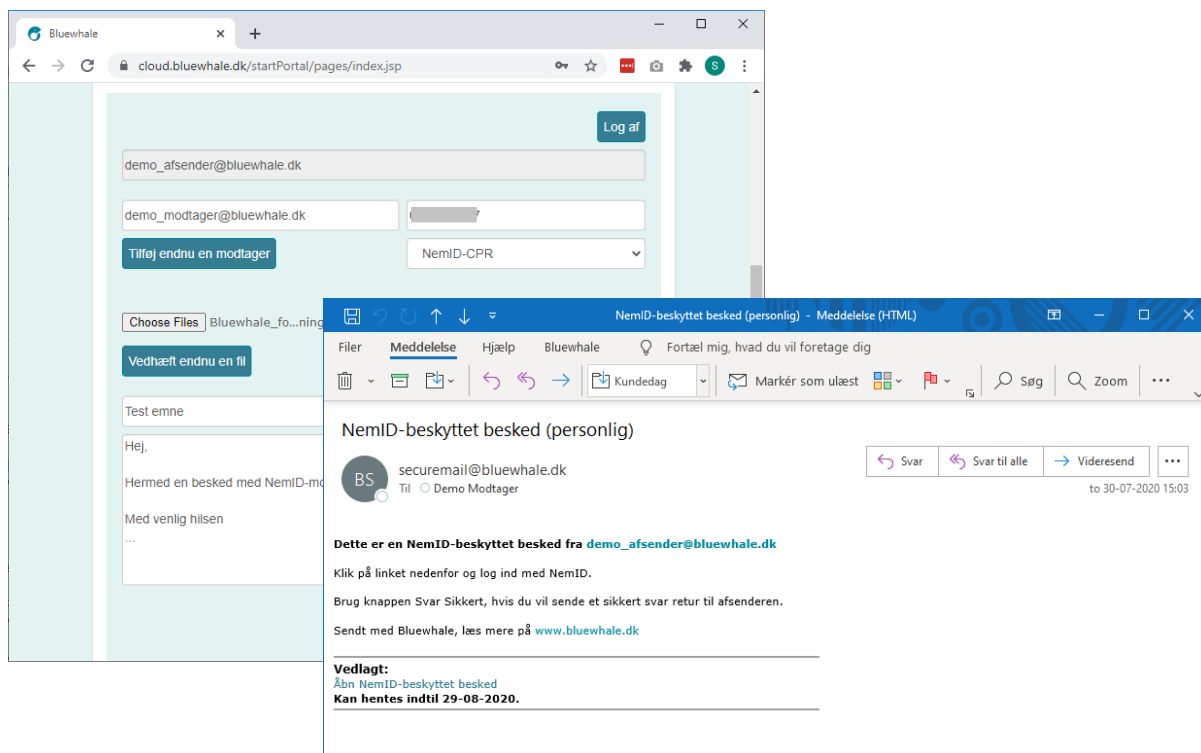 Bluewhale
cloud.bluewhale.dk/startPortal/pages/index.jsp
S
Log af
demo_afsender@bluewhale.dk
demo_modtager@bluewhale.dk
Tilføj endnu en modtager
NemID-CPR
Choose Files Bluewhale_fo...ning
Vedhæft endnu en fil
Test emne
Hej,
Hermed en besked med NemID-mo
Med venlig hilsen
...
NemID-beskyttet besked (personlig) - Meddelelse (HTML)
Filer Meddelelse Hjælp Bluewhale Fortæl mig, hvad du vil foretage dig
Kundedag Markér som ulæst Søg Zoom
NemID-beskyttet besked (personlig)
BS
securemail@bluewhale.dk
Til Demo Modtager
Svar Svar til alle Videresend
to 30-07-2020 15:03
Dette er en NemID-beskyttet besked fra demo_afsender@bluewhale.dk
Klik på linket nedenfor og log ind med NemID.
Brug knappen Svar Sikkert, hvis du vil sende et sikkert svar retur til afsenderen.
Sendt med Bluewhale, læs mere på www.bluewhale.dk
Vedlagt:
Åbn NemID-beskyttet besked
Kan hentes indtil 29-08-2020.